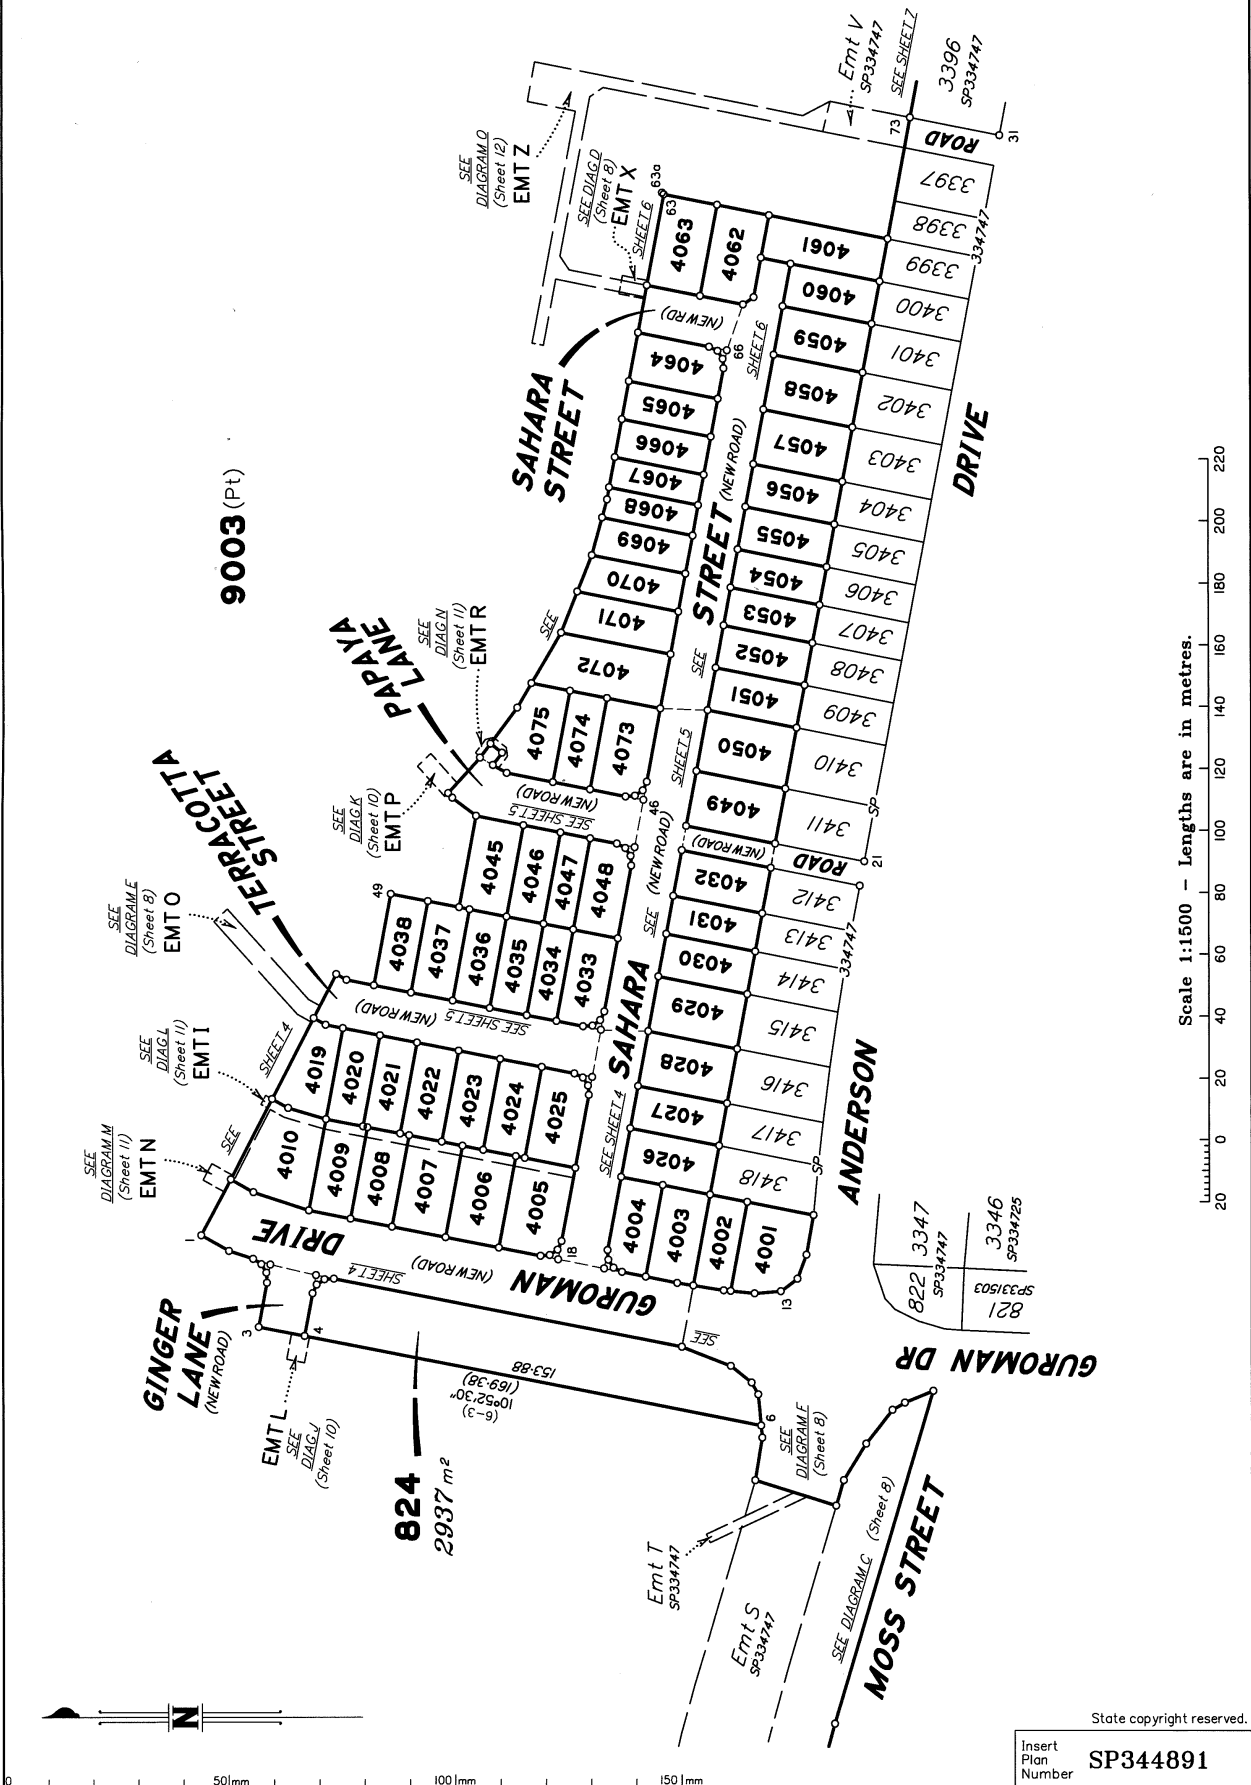 Emt V
SP334747
SEE SHEET 7
3396
SP334747
73
ROAD
31
SEE
DIAGRAM O
(Sheet 12)
EMT Z
SEE DIAG D
(Sheet 8)
EMT X
SHEET 6
63a
63
4063
4062
4061
4060
4059
4058
4057
4056
4055
4054
4053
4052
4051
4050
4049
3397
3398
334747
3399
3400
3401
3402
3403
3404
3405
3406
3407
3408
3409
3410
3411
SP
21
(NEW RD)
SAHARA
STREET
66
SHEET 6
4064
4065
4066
4067
4068
4069
4070
4071
4072
STREET (NEW ROAD)
SEE
SEE
DRIVE
9003 (Pt)
PAPAYA
LANE
SEE
DIAG N
(Sheet 11)
EMT R
4075
4074
4073
(NEW ROAD)
SEE SHEET 5
46
SHEET 5
SEE
DIAG K
(Sheet 10)
EMT P
TERRACOTTA
STREET
SEE
DIAGRAM E
(Sheet 8)
EMT O
49
4045
4046
4047
4048
4038
4037
4036
4035
4034
4033
(NEW ROAD)
SEE SHEET 5
(NEW ROAD)
(NEW ROAD)
ROAD
SEE
SAHARA
4032
4031
4030
4029
4028
4027
4026
3412
3413
334747
3414
3415
3416
3417
SP
3418
ANDERSON
SEE
DIAG L
(Sheet 11)
EMT I
SHEET 4
SEE
SEE
DIAGRAM M
(Sheet 11)
EMT N
4019
4020
4021
4022
4023
4024
4025
4010
4009
4008
4007
4006
4005
SEE SHEET 4
18
4004
4003
4002
4001
13
1
DRIVE
SHEET 4
(NEW ROAD)
GUROMAN
SEE
GINGER
LANE
(NEW ROAD)
3
4
EMT L
SEE
DIAG J
(Sheet 10)
153·88
(169·38)
10°52'30"
(6-3)
824
2937 m²
6
SEE
DIAGRAM F
(Sheet 8)
822
3347
SP334747
3346
SP334725
821
SP331503
GUROMAN DR
Emt T
SP334747
Emt S
SP334747
SEE DIAGRAM C (Sheet 8)
MOSS STREET
N
Scale 1:1500 – Lengths are in metres.
20 0 20 40 60 80 100 120 140 160 180 200 220
State copyright reserved.
Insert
Plan
Number
SP344891
0 50mm 100mm 150mm